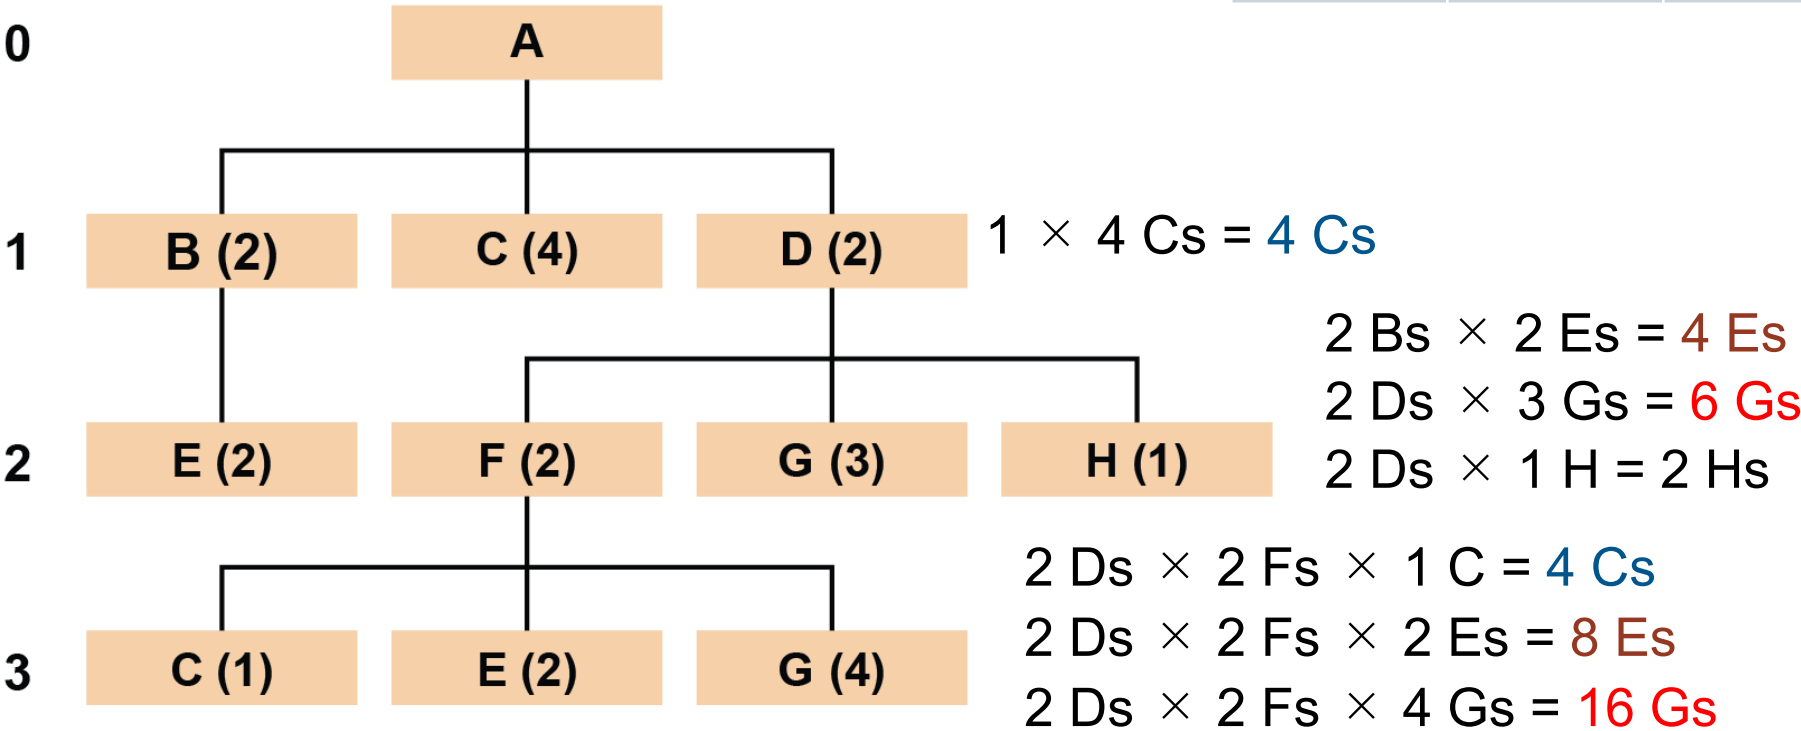 0
A
1
B (2)
C (4)
D (2)
1 × 4 Cs = 4 Cs
2 Bs × 2 Es = 4 Es
2 Ds × 3 Gs = 6 Gs
2
E (2)
F (2)
G (3)
H (1)
2 Ds × 1 H = 2 Hs
2 Ds × 2 Fs × 1 C = 4 Cs
2 Ds × 2 Fs × 2 Es = 8 Es
3
C (1)
E (2)
G (4)
2 Ds × 2 Fs × 4 Gs = 16 Gs